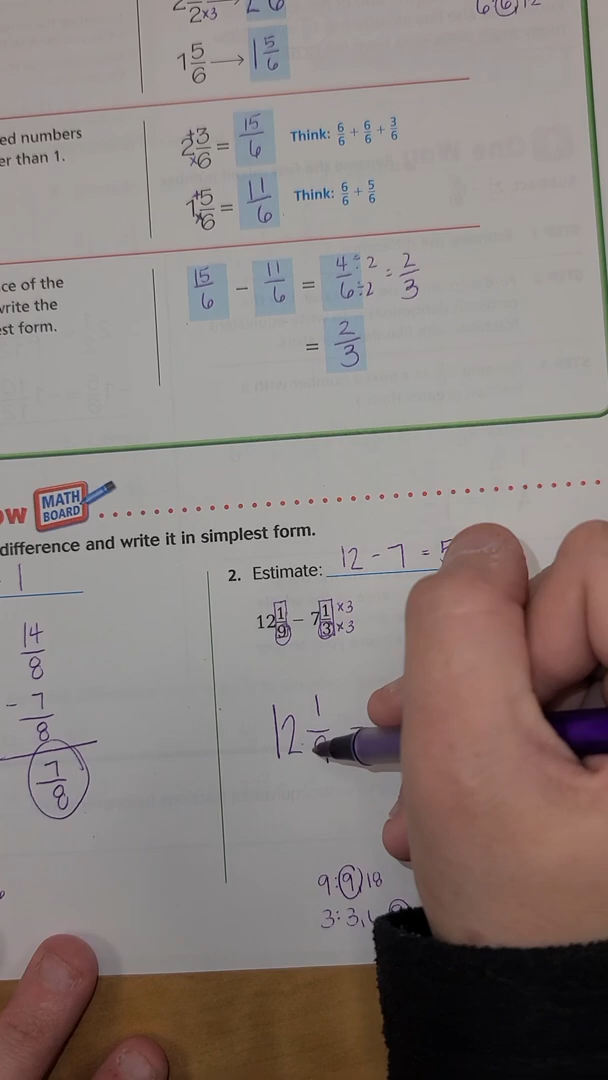 2×3
1 5/6 → 1 5/6
ed numbers
er than 1.
2 +3/×6 = 15/6 Think: 6/6 + 6/6 + 3/6
1 +5/×6 = 11/6 Think: 6/6 + 5/6
ce of the
write the
est form.
15/6 − 11/6 = 4/6 ÷2/÷2 = 2/3
= 2/3
OW MATH BOARD
difference and write it in simplest form.
1
2. Estimate: 12 − 7 = 5
12 1/9 − 7 1/3 ×3/×3
14/8
− 7/8
7/8
12 1/
9: 9, 18
3: 3,